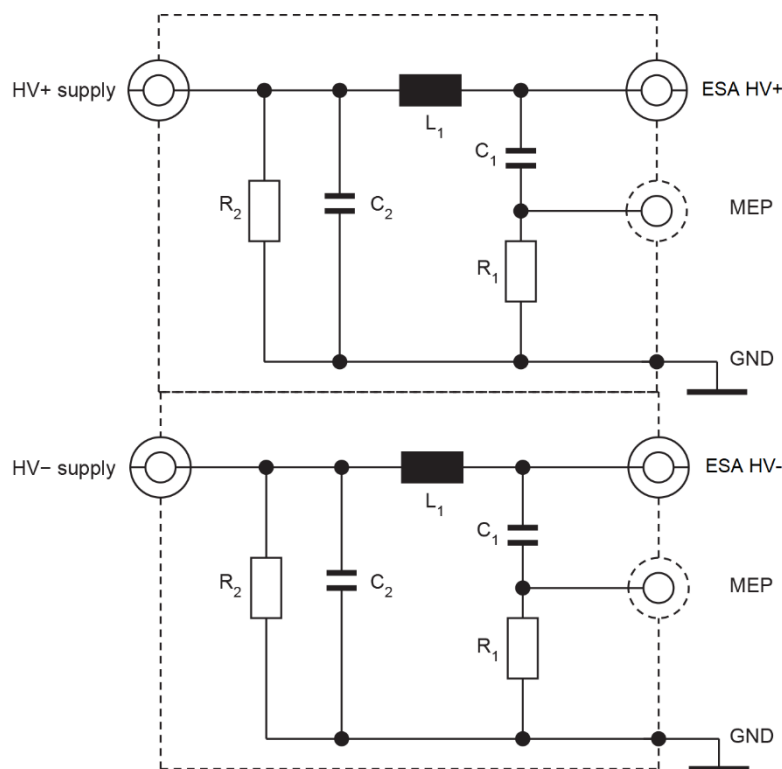 HV+ supply
ESA HV+
L1
C1
MEP
R2
C2
R1
GND
HV− supply
ESA HV-
L1
C1
MEP
R2
C2
R1
GND